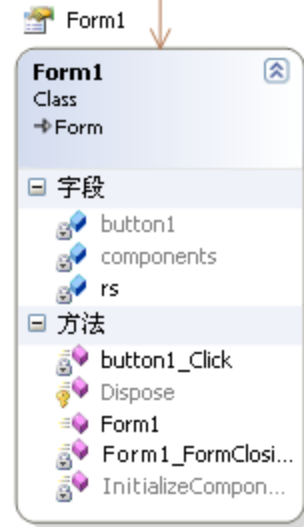 Form1
Form1
Class
Form
字段
button1
components
rs
方法
button1_Click
Dispose
Form1
Form1_FormClosi...
InitializeCompon...